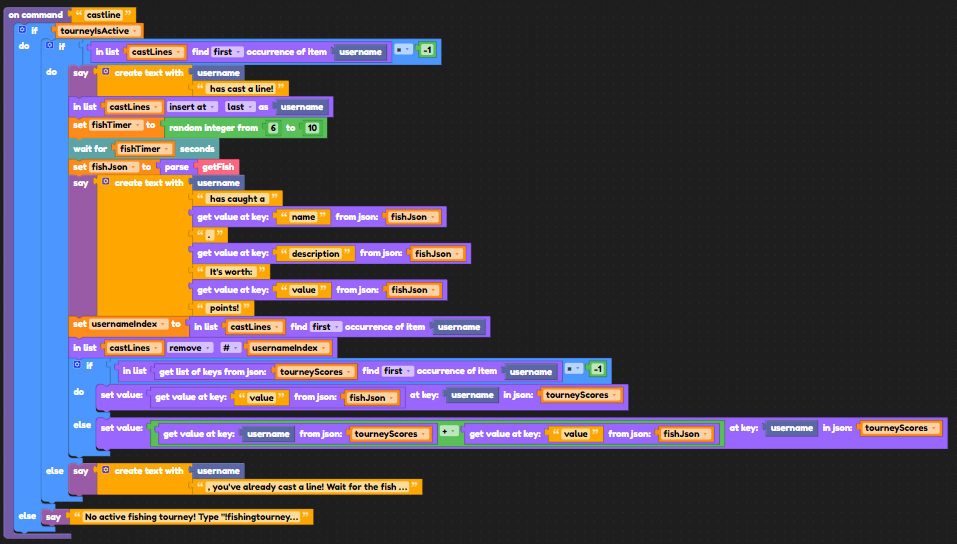 on command “ castline ”
if tourneyIsActive
do if in list castLines find first occurrence of item username = -1
do say create text with username
“ has cast a line! ”
in list castLines insert at last as username
set fishTimer to random integer from 6 to 10
wait for fishTimer seconds
set fishJson to parse getFish
say create text with username
“ has caught a ”
get value at key: “ name ” from json: fishJson
“ . ”
get value at key: “ description ” from json: fishJson
“ It's worth: ”
get value at key: “ value ” from json: fishJson
“ points! ”
set usernameIndex to in list castLines find first occurrence of item username
in list castLines remove # usernameIndex
if in list get list of keys from json: tourneyScores find first occurrence of item username = -1
do set value: get value at key: “ value ” from json: fishJson at key: username in json: tourneyScores
else set value: get value at key: username from json: tourneyScores + get value at key: “ value ” from json: fishJson at key: username in json: tourneyScores
else say create text with username
“ , you've already cast a line! Wait for the fish ... ”
else say “ No active fishing tourney! Type "!fishingtourney... ”